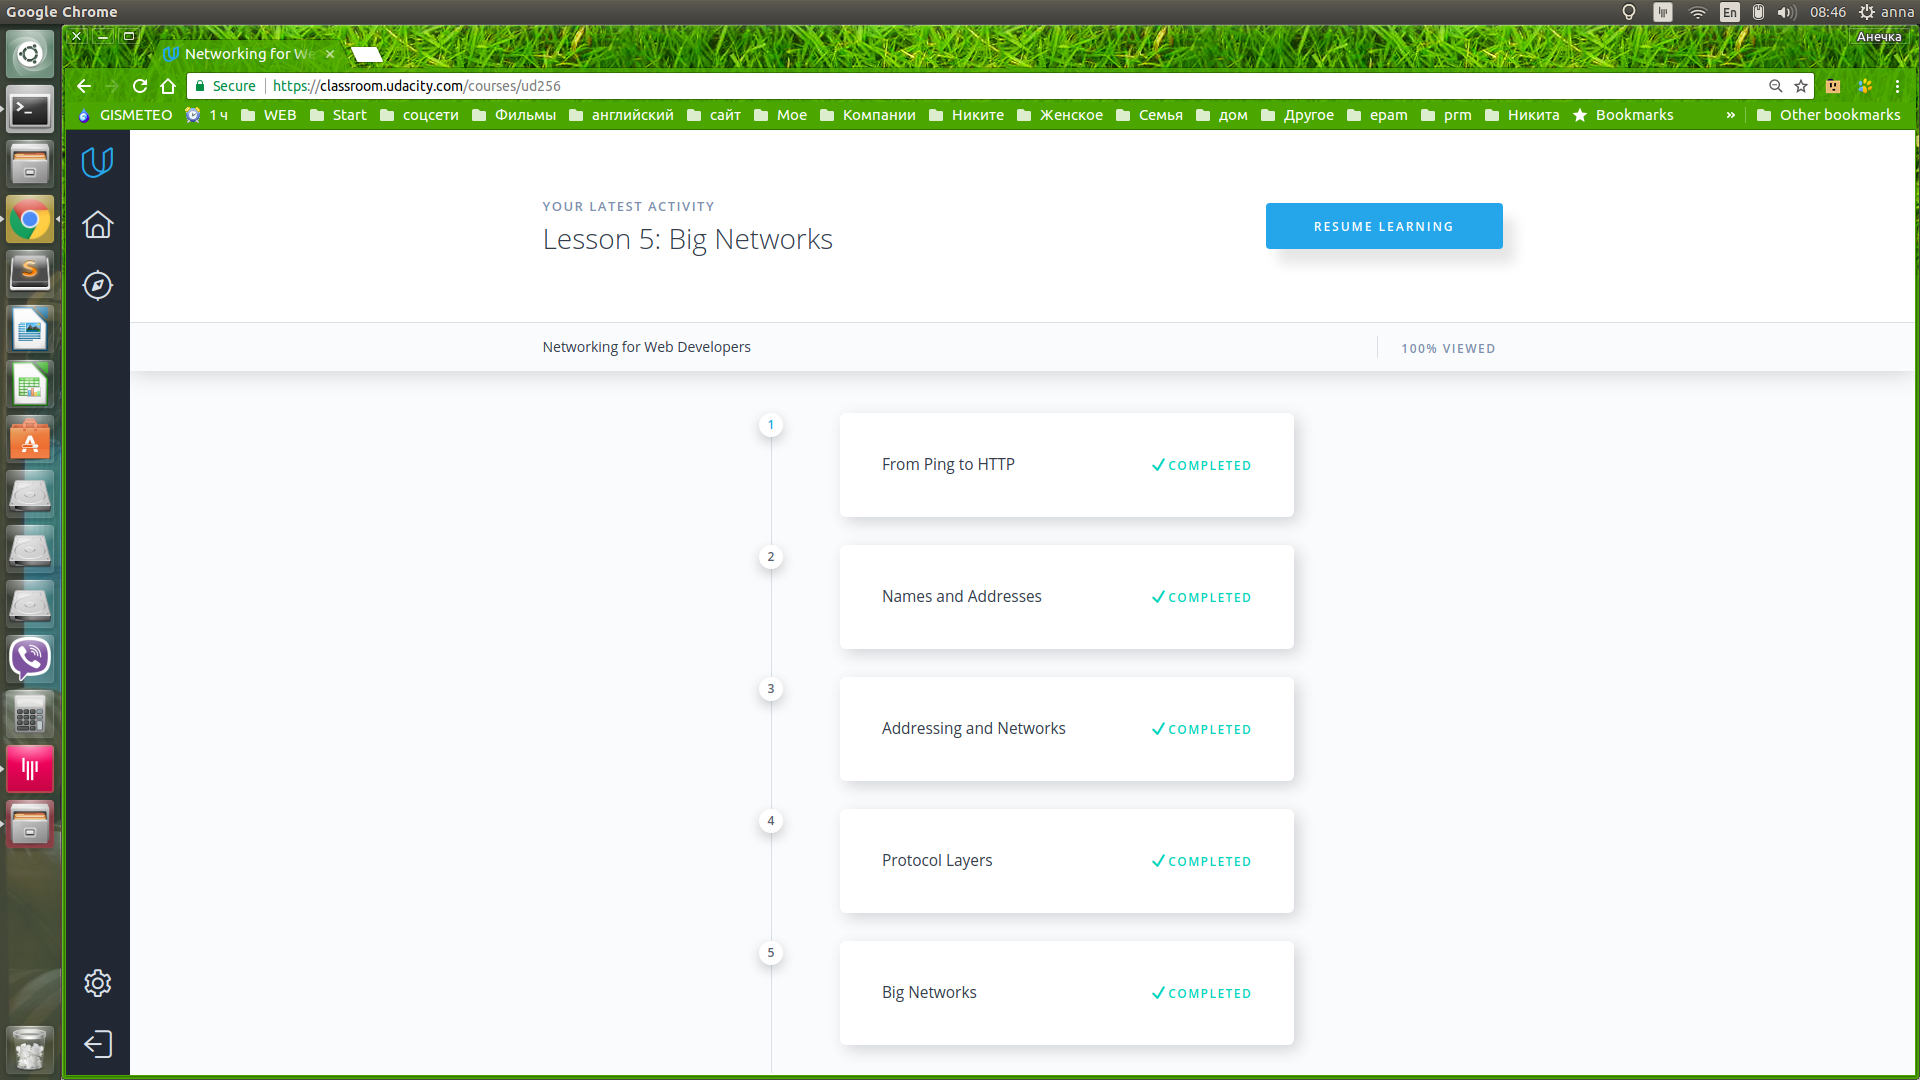 Google Chrome
En
08:46
anna
Анечка
Networking for We
Secure
https://classroom.udacity.com/courses/ud256
GISMETEO
1 ч
WEB
Start
соцсети
Фильмы
английский
сайт
Мое
Компании
Никите
Женское
Семья
дом
Другое
epam
prm
Никита
Bookmarks
»
Other bookmarks
YOUR LATEST ACTIVITY
Lesson 5: Big Networks
RESUME LEARNING
Networking for Web Developers
100% VIEWED
1
From Ping to HTTP
COMPLETED
2
Names and Addresses
COMPLETED
3
Addressing and Networks
COMPLETED
4
Protocol Layers
COMPLETED
5
Big Networks
COMPLETED